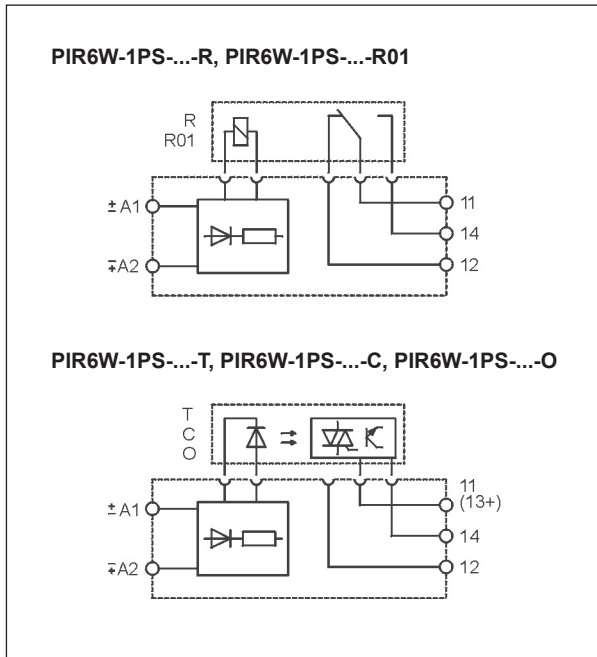 PIR6W-1PS-...-R, PIR6W-1PS-...-R01
R
R01
± A1
11
14
∓A2
12
PIR6W-1PS-...-T, PIR6W-1PS-...-C, PIR6W-1PS-...-O
T
C
O
11
(13+)
± A1
14
∓A2
12